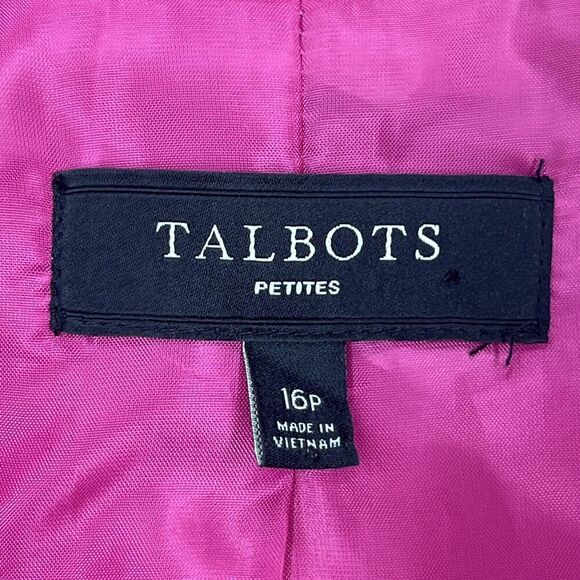 TALBOTS
PETITES
16P
MADE IN
VIETNAM